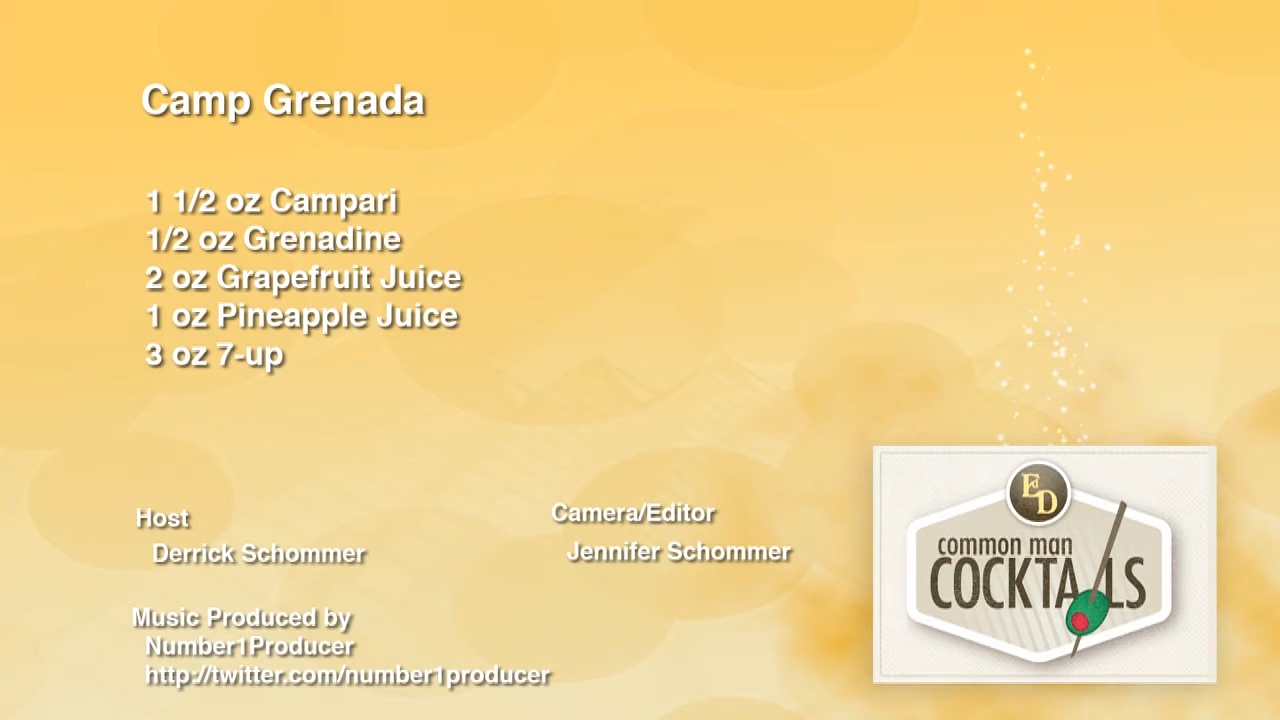 Camp Grenada
1 1/2 oz Campari
1/2 oz Grenadine
2 oz Grapefruit Juice
1 oz Pineapple Juice
3 oz 7-up
Host
Derrick Schommer
Camera/Editor
Jennifer Schommer
Music Produced by
Number1Producer
http://twitter.com/number1producer
ED
common man
COCKTAILS